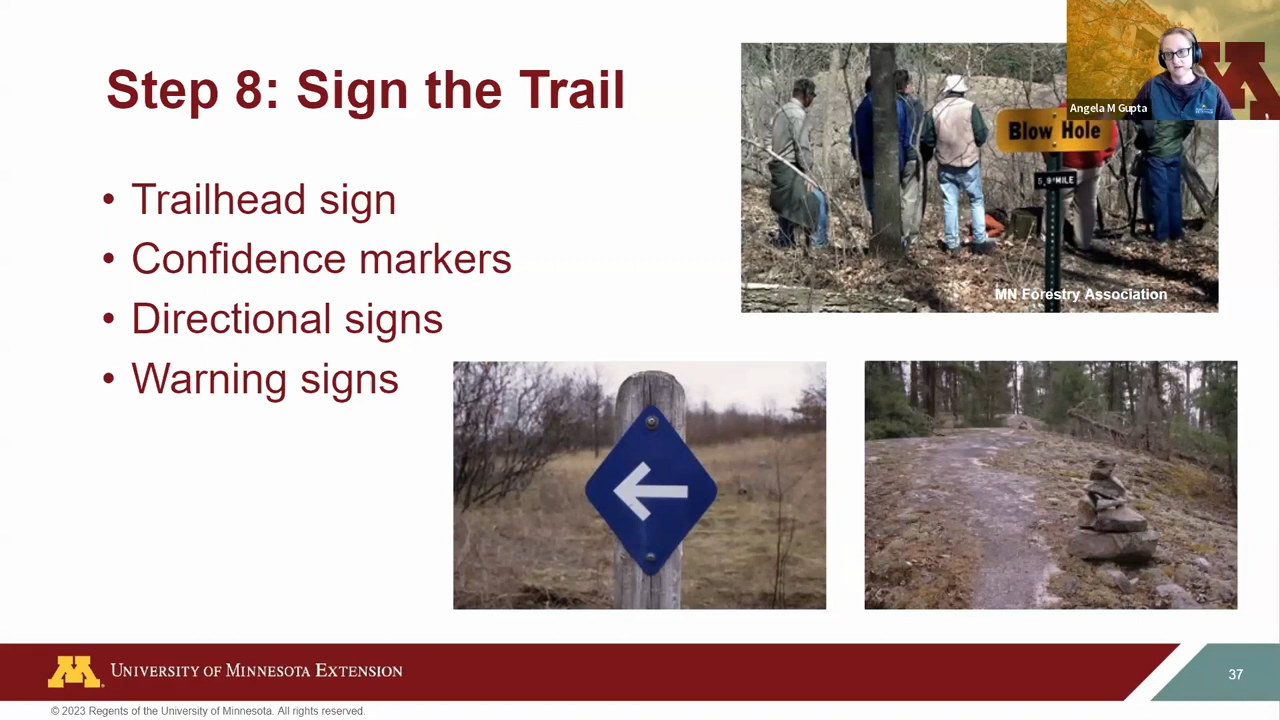 Step 8: Sign the Trail
• Trailhead sign
• Confidence markers
• Directional signs
• Warning signs
Angela M Gupta
Blow Hole
MILE
MN Forestry Association
M
UNIVERSITY OF MINNESOTA EXTENSION
37
© 2023 Regents of the University of Minnesota. All rights reserved.